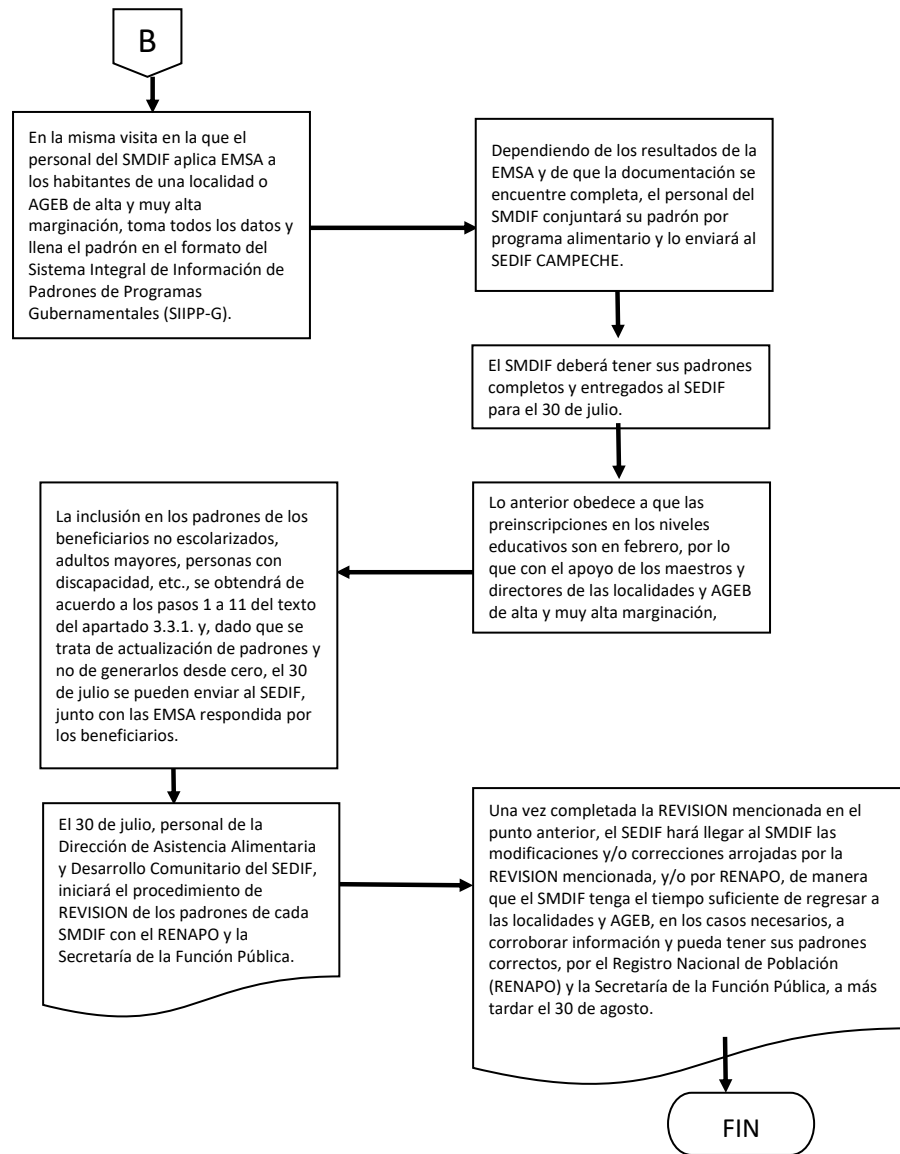 B
En la misma visita en la que el
personal del SMDIF aplica EMSA a
los habitantes de una localidad o
AGEB de alta y muy alta
marginación, toma todos los datos y
llena el padrón en el formato del
Sistema Integral de Información de
Padrones de Programas
Gubernamentales (SIIPP-G).
Dependiendo de los resultados de la
EMSA y de que la documentación se
encuentre completa, el personal del
SMDIF conjuntará su padrón por
programa alimentario y lo enviará al
SEDIF CAMPECHE.
El SMDIF deberá tener sus padrones
completos y entregados al SEDIF
para el 30 de julio.
Lo anterior obedece a que las
preinscripciones en los niveles
educativos son en febrero, por lo
que con el apoyo de los maestros y
directores de las localidades y AGEB
de alta y muy alta marginación,
La inclusión en los padrones de los
beneficiarios no escolarizados,
adultos mayores, personas con
discapacidad, etc., se obtendrá de
acuerdo a los pasos 1 a 11 del texto
del apartado 3.3.1. y, dado que se
trata de actualización de padrones y
no de generarlos desde cero, el 30
de julio se pueden enviar al SEDIF,
junto con las EMSA respondida por
los beneficiarios.
El 30 de julio, personal de la
Dirección de Asistencia Alimentaria
y Desarrollo Comunitario del SEDIF,
iniciará el procedimiento de
REVISION de los padrones de cada
SMDIF con el RENAPO y la
Secretaría de la Función Pública.
Una vez completada la REVISION mencionada en el
punto anterior, el SEDIF hará llegar al SMDIF las
modificaciones y/o correcciones arrojadas por la
REVISION mencionada, y/o por RENAPO, de manera
que el SMDIF tenga el tiempo suficiente de regresar a
las localidades y AGEB, en los casos necesarios, a
corroborar información y pueda tener sus padrones
correctos, por el Registro Nacional de Población
(RENAPO) y la Secretaría de la Función Pública, a más
tardar el 30 de agosto.
FIN